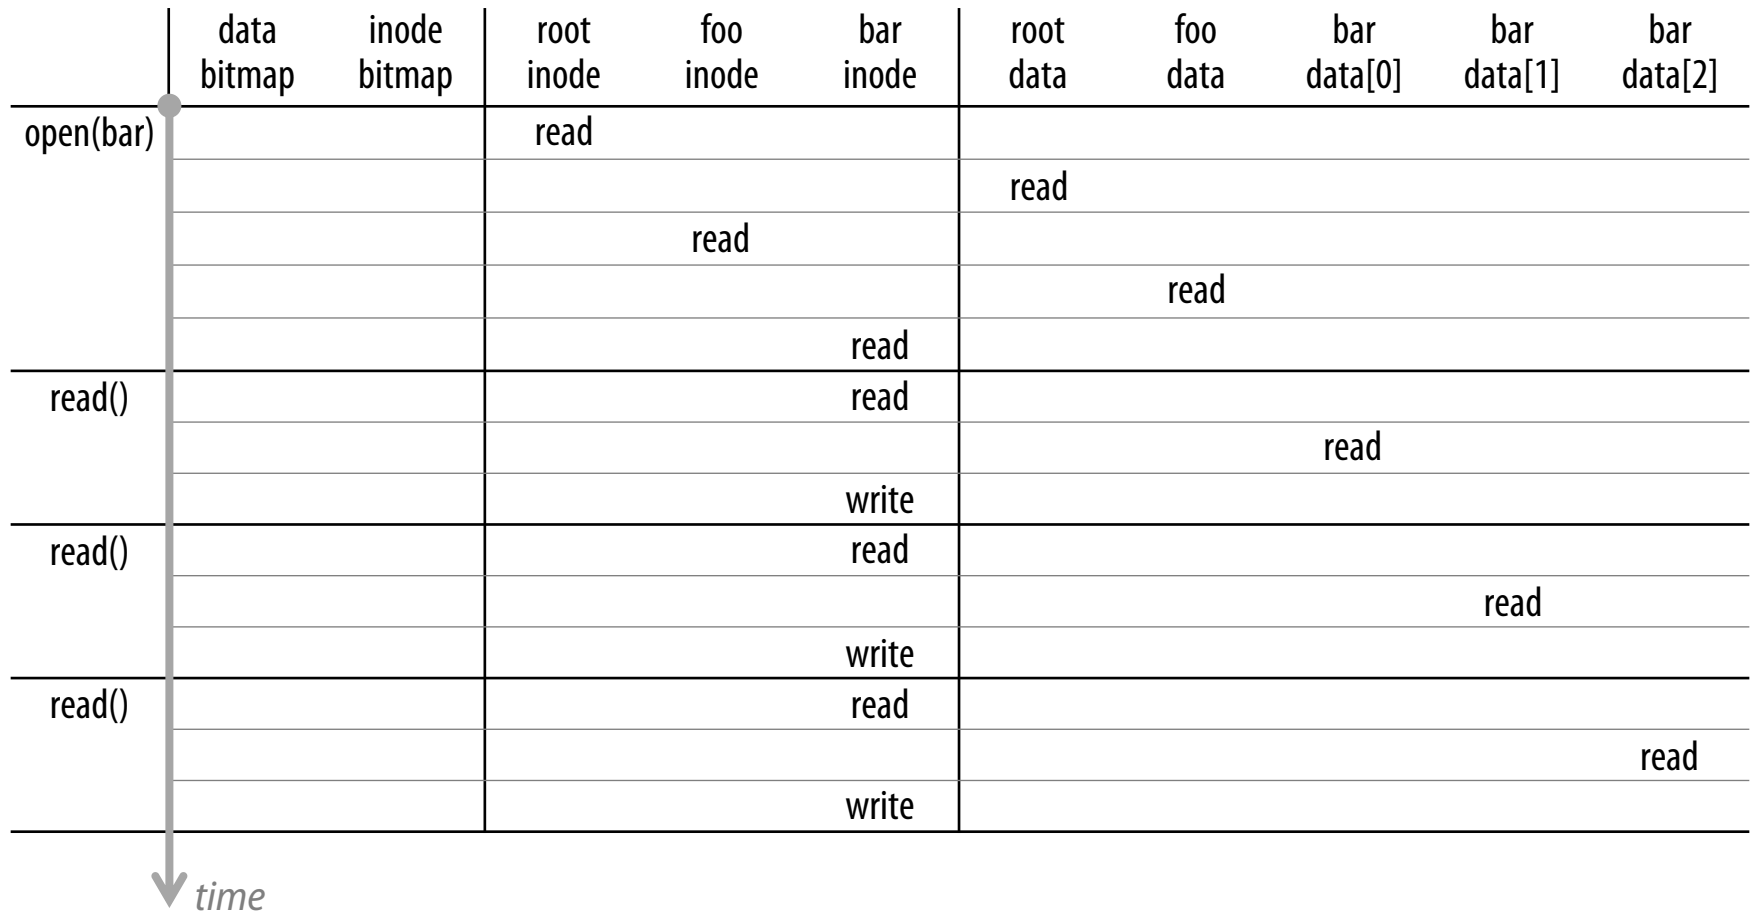 data inode root foo bar root foo bar bar bar
bitmap bitmap inode inode inode data data data[0] data[1] data[2]
open(bar) read
read
read
read
read
read() read
read
write
read() read
read
write
read() read
read
write
time